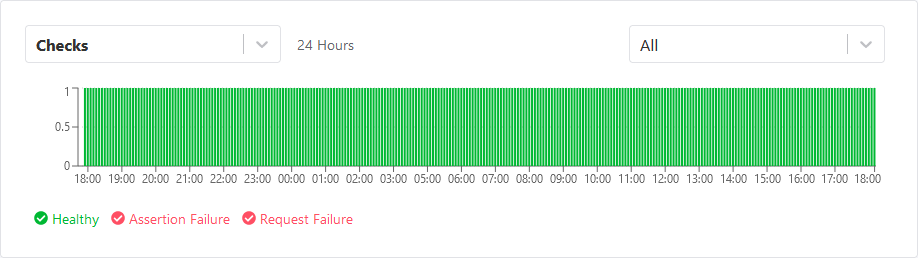 Checks 24 Hours All
1
0.5
0
18:00 19:00 20:00 21:00 22:00 23:00 00:00 01:00 02:00 03:00 05:00 06:00 07:00 08:00 09:00 10:00 11:00 12:00 13:00 14:00 15:00 16:00 17:00 18:00
Healthy Assertion Failure Request Failure